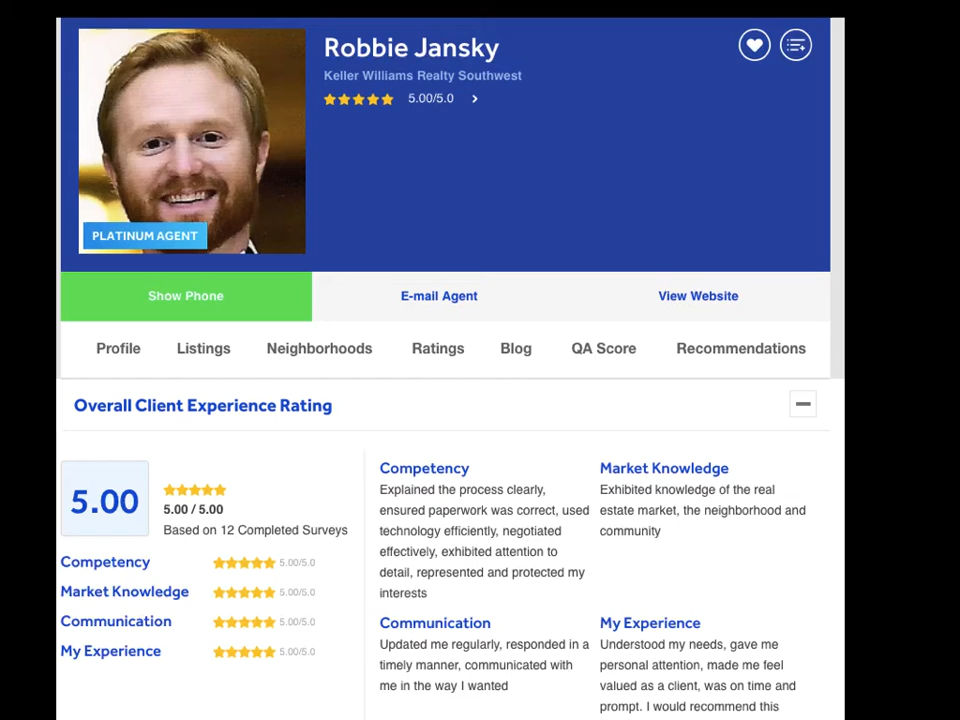 Robbie Jansky
Keller Williams Realty Southwest
5.00/5.0
PLATINUM AGENT
Show Phone
E-mail Agent
View Website
Profile
Listings
Neighborhoods
Ratings
Blog
QA Score
Recommendations
Overall Client Experience Rating
5.00
5.00 / 5.00
Based on 12 Completed Surveys
Competency 5.00/5.0
Market Knowledge 5.00/5.0
Communication 5.00/5.0
My Experience 5.00/5.0
Competency
Explained the process clearly,
ensured paperwork was correct, used
technology efficiently, negotiated
effectively, exhibited attention to
detail, represented and protected my
interests
Market Knowledge
Exhibited knowledge of the real
estate market, the neighborhood and
community
Communication
Updated me regularly, responded in a
timely manner, communicated with
me in the way I wanted
My Experience
Understood my needs, gave me
personal attention, made me feel
valued as a client, was on time and
prompt. I would recommend this